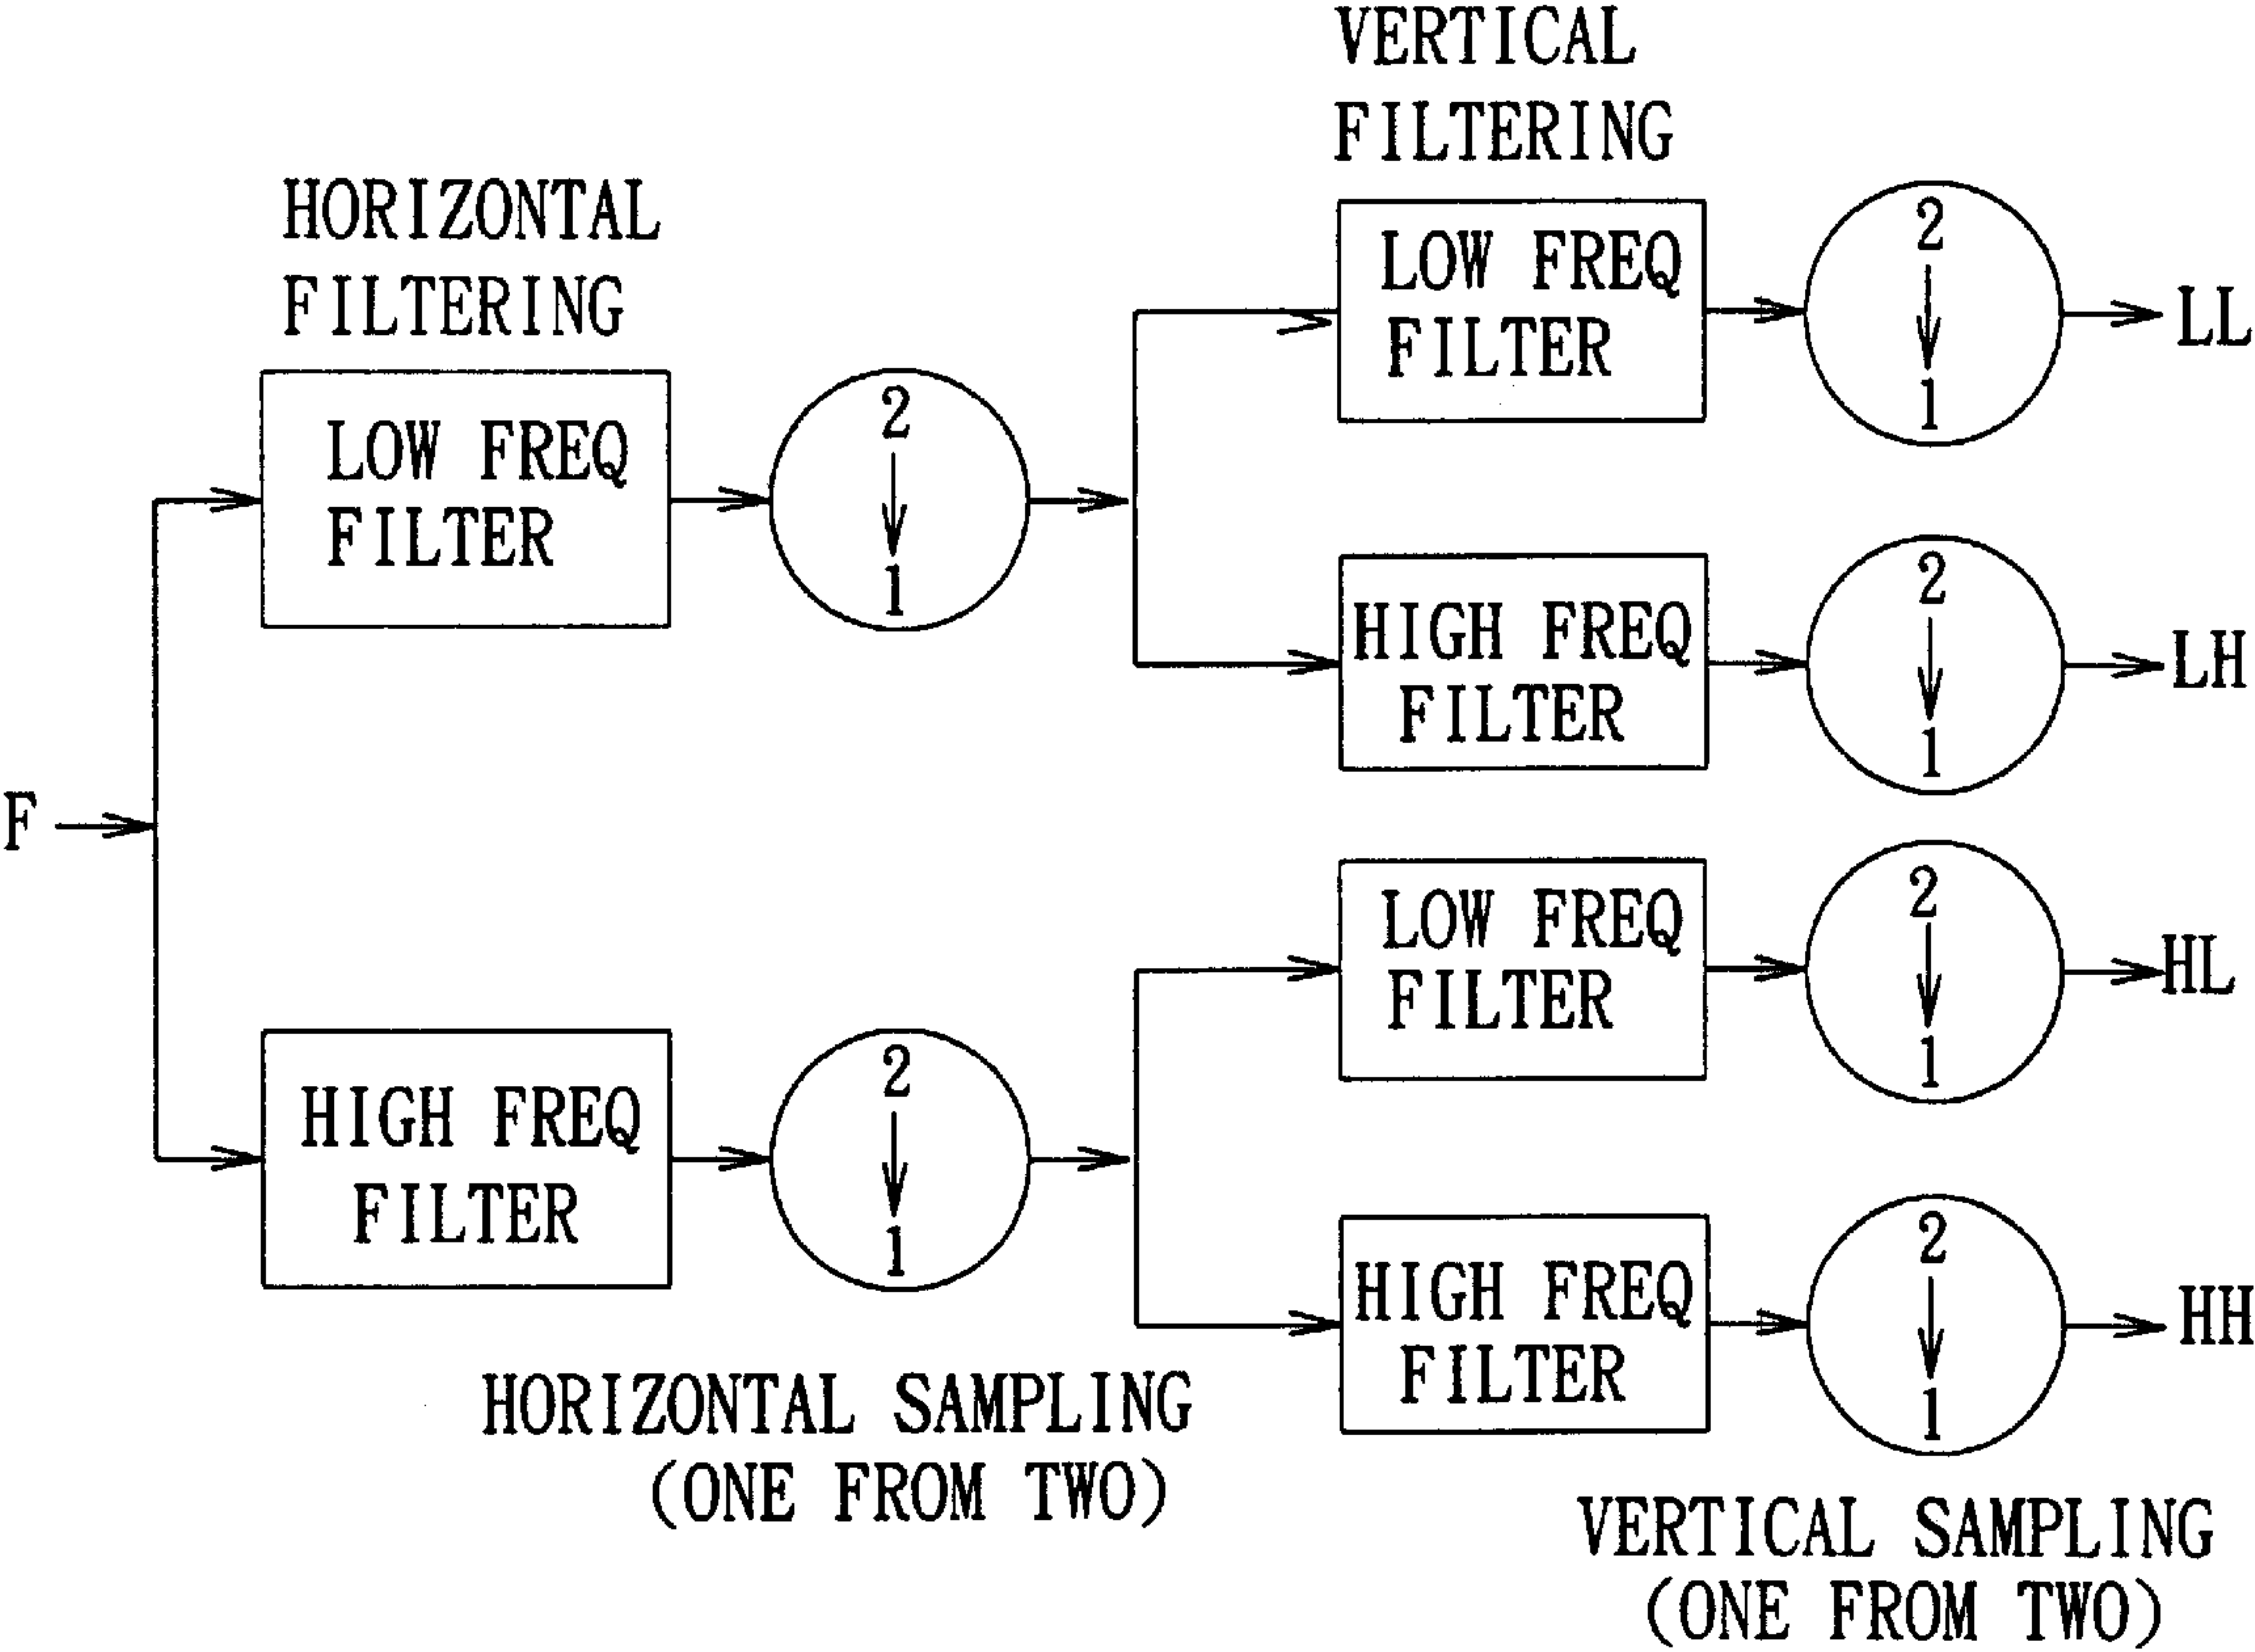 VERTICAL
FILTERING
HORIZONTAL
FILTERING
LOW FREQ
FILTER
2
1
LL
LOW FREQ
FILTER
2
1
HIGH FREQ
FILTER
2
1
LH
F
LOW FREQ
FILTER
2
1
HL
HIGH FREQ
FILTER
2
1
HIGH FREQ
FILTER
2
1
HH
HORIZONTAL SAMPLING
(ONE FROM TWO)
VERTICAL SAMPLING
(ONE FROM TWO)